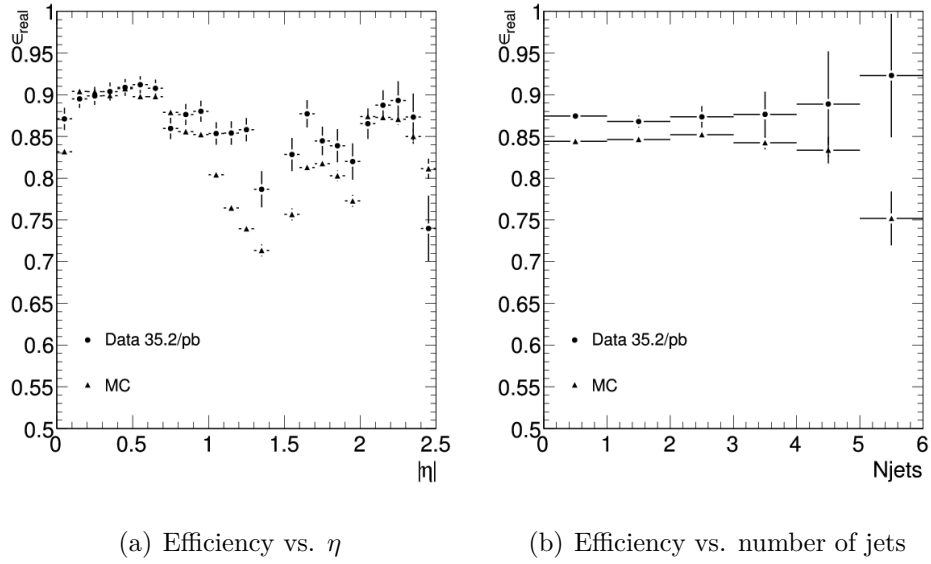 ϵreal
1
0.95
0.9
0.85
0.8
0.75
0.7
0.65
0.6
0.55
0.5
Data 35.2/pb
MC
0 0.5 1 1.5 2 2.5
|η|
ϵreal
1
0.95
0.9
0.85
0.8
0.75
0.7
0.65
0.6
0.55
0.5
Data 35.2/pb
MC
0 1 2 3 4 5 6
Njets
(a) Efficiency vs. η
(b) Efficiency vs. number of jets